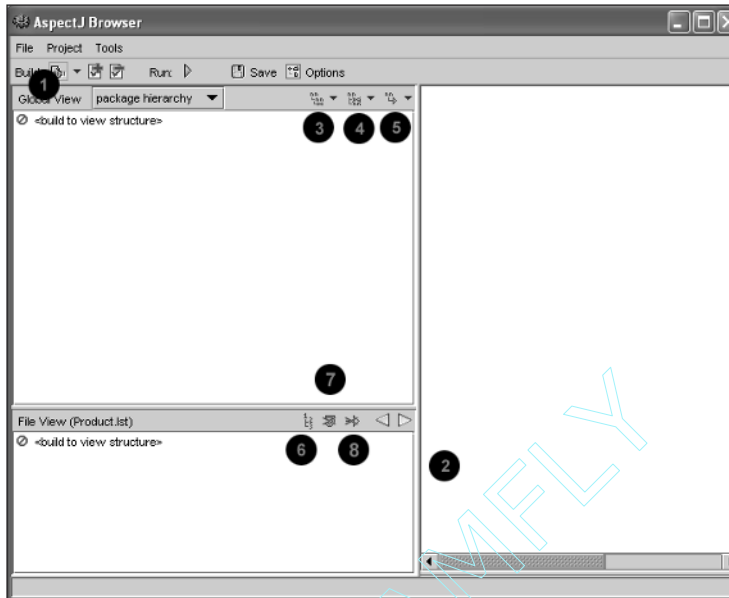 AspectJ Browser
File Project Tools
Build: Run: Save Options
1
Global View package hierarchy
3 4 5
<build to view structure>
7
File View (Product.lst)
6 8
<build to view structure>
2
MFLY